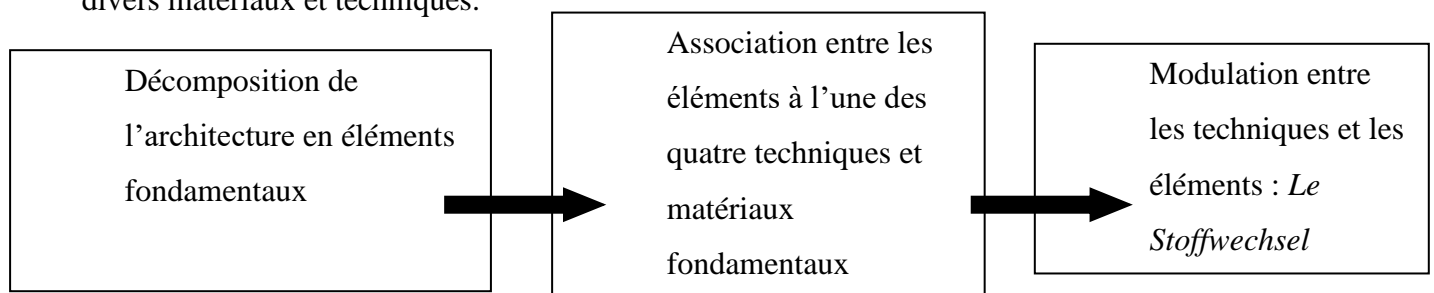 divers matériaux et techniques.
Décomposition de
l’architecture en éléments
fondamentaux
Association entre les
éléments à l’une des
quatre techniques et
matériaux
fondamentaux
Modulation entre
les techniques et les
éléments : Le
Stoffwechsel